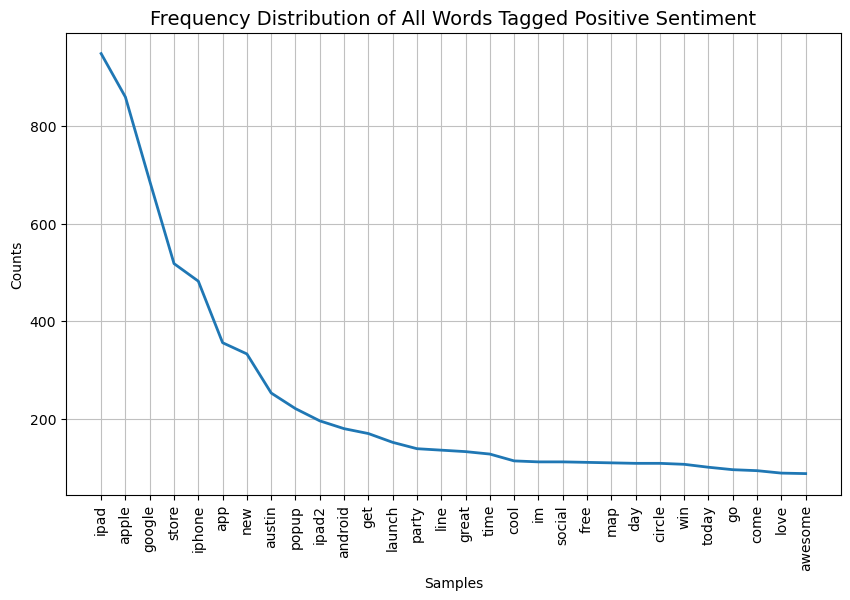 Frequency Distribution of All Words Tagged Positive Sentiment
Counts
800
600
400
200
ipad
apple
google
store
iphone
app
new
austin
popup
ipad2
android
get
launch
party
line
great
time
cool
im
social
free
map
day
circle
win
today
go
come
love
awesome
Samples